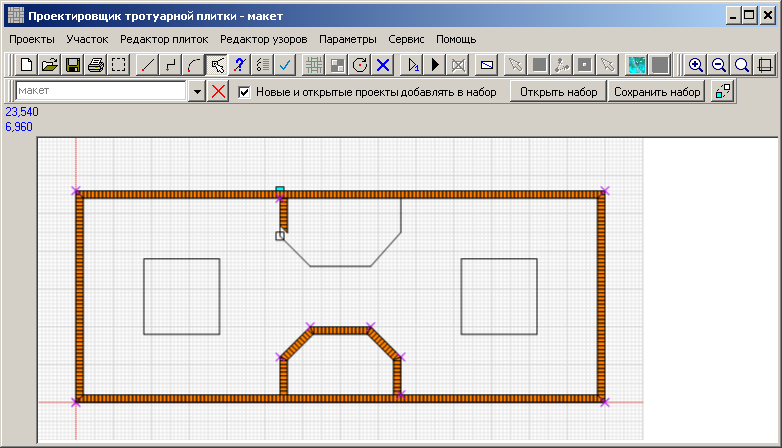 Проектировщик тротуарной плитки - макет
Проекты Участок Редактор плиток Редактор узоров Параметры Сервис Помощь
макет Новые и открытые проекты добавлять в набор Открыть набор Сохранить набор
23,540
6,960